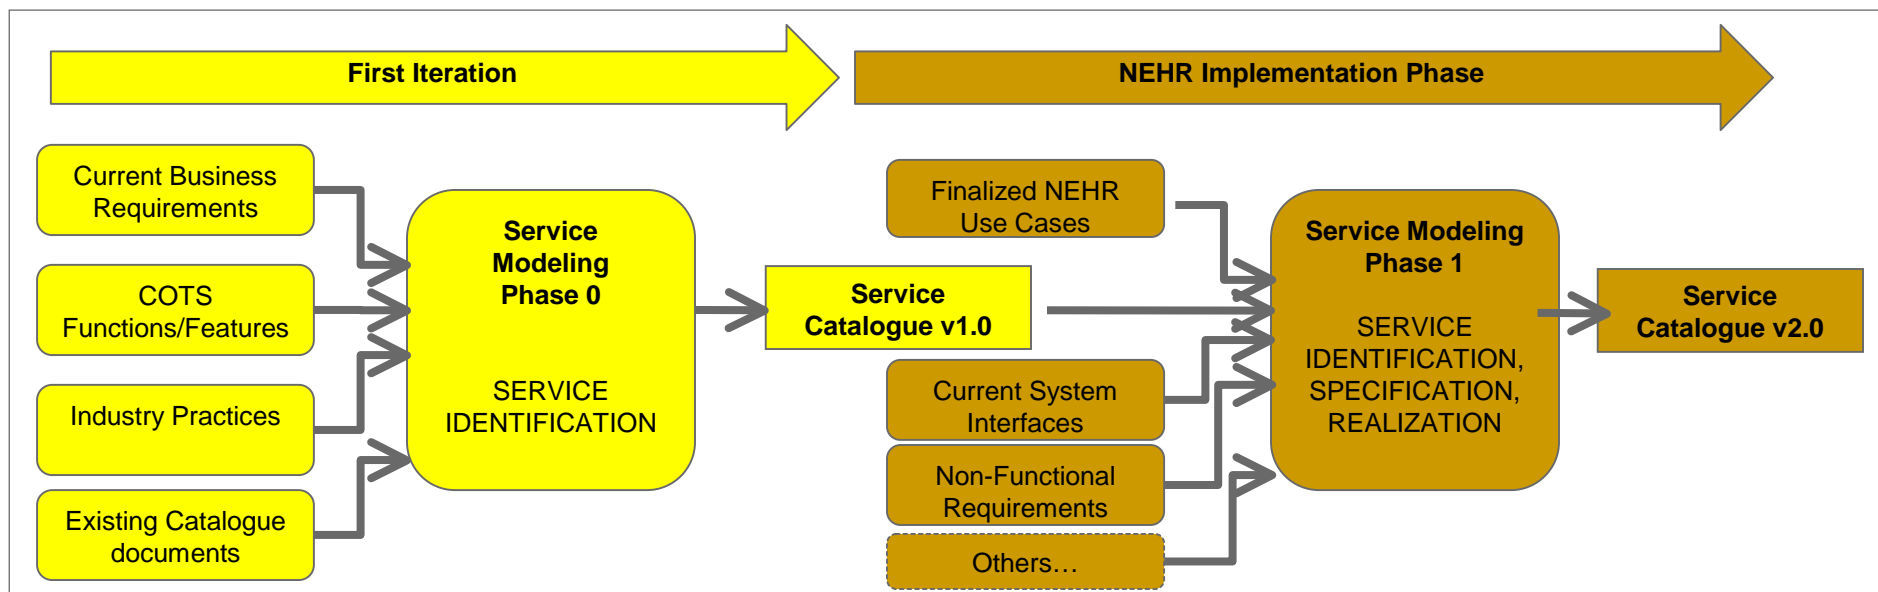 First Iteration
NEHR Implementation Phase
Current Business
Requirements
COTS
Functions/Features
Industry Practices
Existing Catalogue
documents
Service
Modeling
Phase 0
SERVICE
IDENTIFICATION
Service
Catalogue v1.0
Finalized NEHR
Use Cases
Current System
Interfaces
Non-Functional
Requirements
Others…
Service Modeling
Phase 1
SERVICE
IDENTIFICATION,
SPECIFICATION,
REALIZATION
Service
Catalogue v2.0